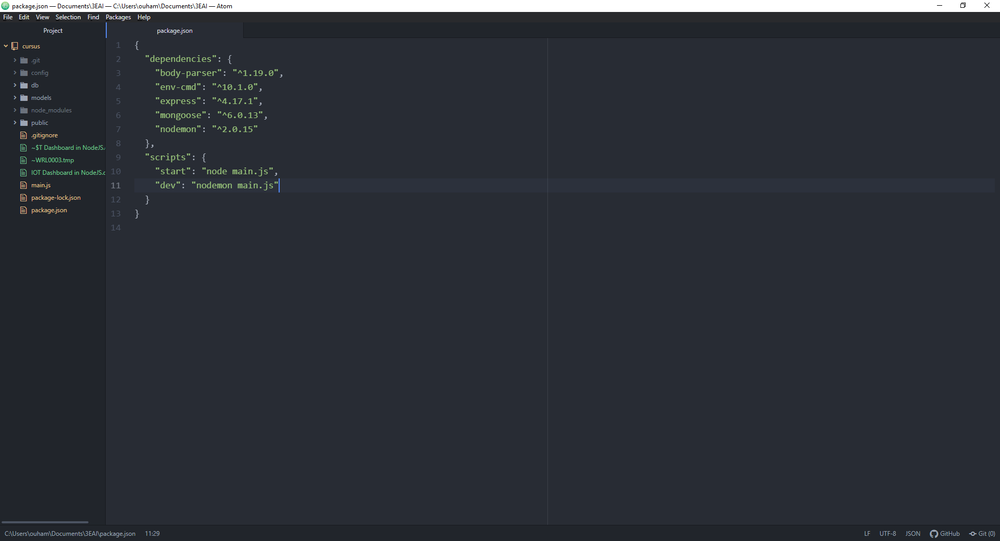 package.json — Documents\3EAI — C:\Users\ouham\Documents\3EAI — Atom
File Edit View Selection Find Packages Help
Project
package.json
cursus
.git
config
db
models
node_modules
public
.gitignore
~$T Dashboard in NodeJS.
~WRL0003.tmp
IOT Dashboard in NodeJS.
main.js
package-lock.json
package.json
1 {
2 "dependencies": {
3 "body-parser": "^1.19.0",
4 "env-cmd": "^10.1.0",
5 "express": "^4.17.1",
6 "mongoose": "^6.0.13",
7 "nodemon": "^2.0.15"
8 },
9 "scripts": {
10 "start": "node main.js",
11 "dev": "nodemon main.js"
12 }
13 }
14
C:\Users\ouham\Documents\3EAI\package.json 11:29
LF UTF-8 JSON GitHub Git (0)